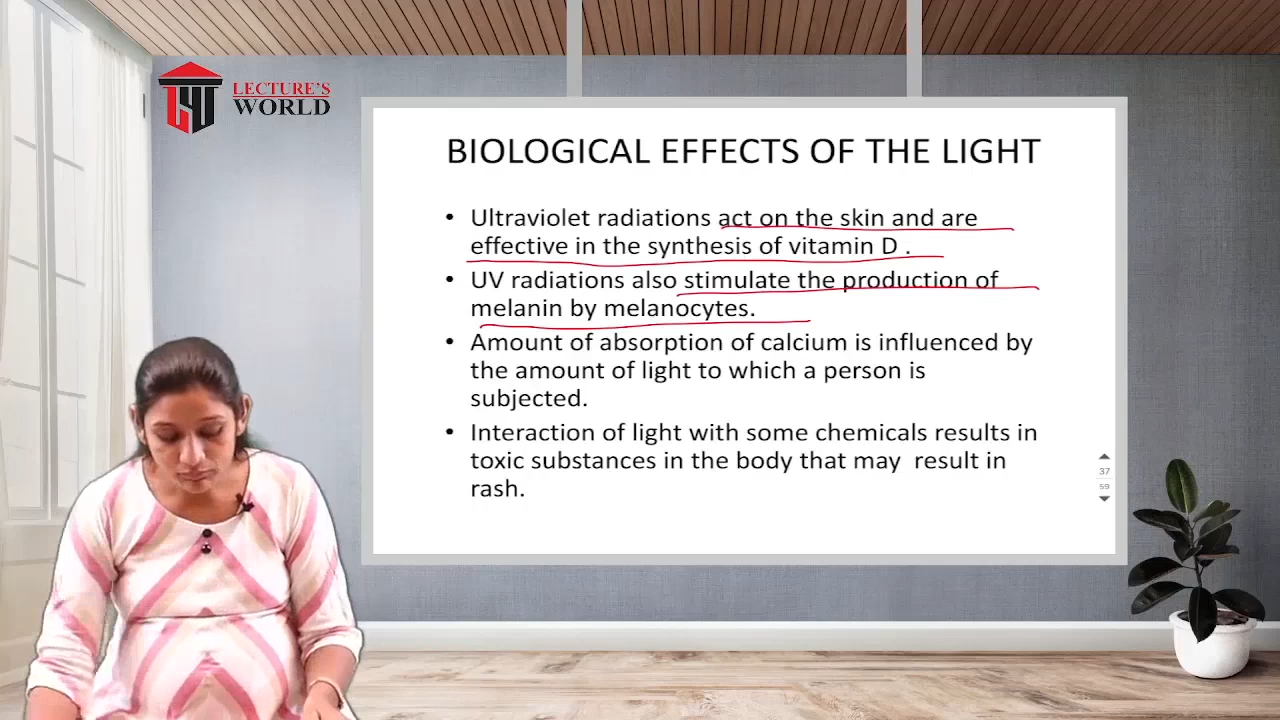 LECTURE'S
WORLD
BIOLOGICAL EFFECTS OF THE LIGHT
• Ultraviolet radiations act on the skin and are
effective in the synthesis of vitamin D .
• UV radiations also stimulate the production of
melanin by melanocytes.
• Amount of absorption of calcium is influenced by
the amount of light to which a person is
subjected.
• Interaction of light with some chemicals results in
toxic substances in the body that may result in
rash.
37
59